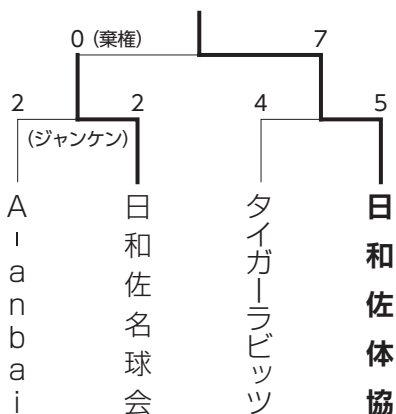 0 (棄権)
7
2
2
4
5
(ジャンケン)
A-anbai
日和佐名球会
タイガーラビッツ
日和佐体協